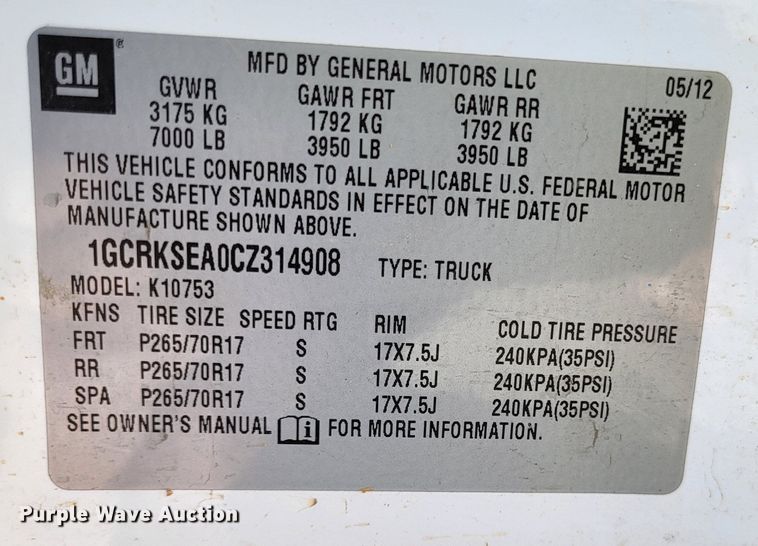 GM ®
MFD BY GENERAL MOTORS LLC 05/12
GVWR GAWR FRT GAWR RR
3175 KG 1792 KG 1792 KG
7000 LB 3950 LB 3950 LB
THIS VEHICLE CONFORMS TO ALL APPLICABLE U.S. FEDERAL MOTOR
VEHICLE SAFETY STANDARDS IN EFFECT ON THE DATE OF
MANUFACTURE SHOWN ABOVE.
1GCRKSEA0CZ314908 TYPE: TRUCK
MODEL: K10753
KFNS TIRE SIZE SPEED RTG RIM COLD TIRE PRESSURE
FRT P265/70R17 S 17X7.5J 240KPA(35PSI)
RR P265/70R17 S 17X7.5J 240KPA(35PSI)
SPA P265/70R17 S 17X7.5J 240KPA(35PSI)
SEE OWNER'S MANUAL i FOR MORE INFORMATION.
Purple Wave Auction